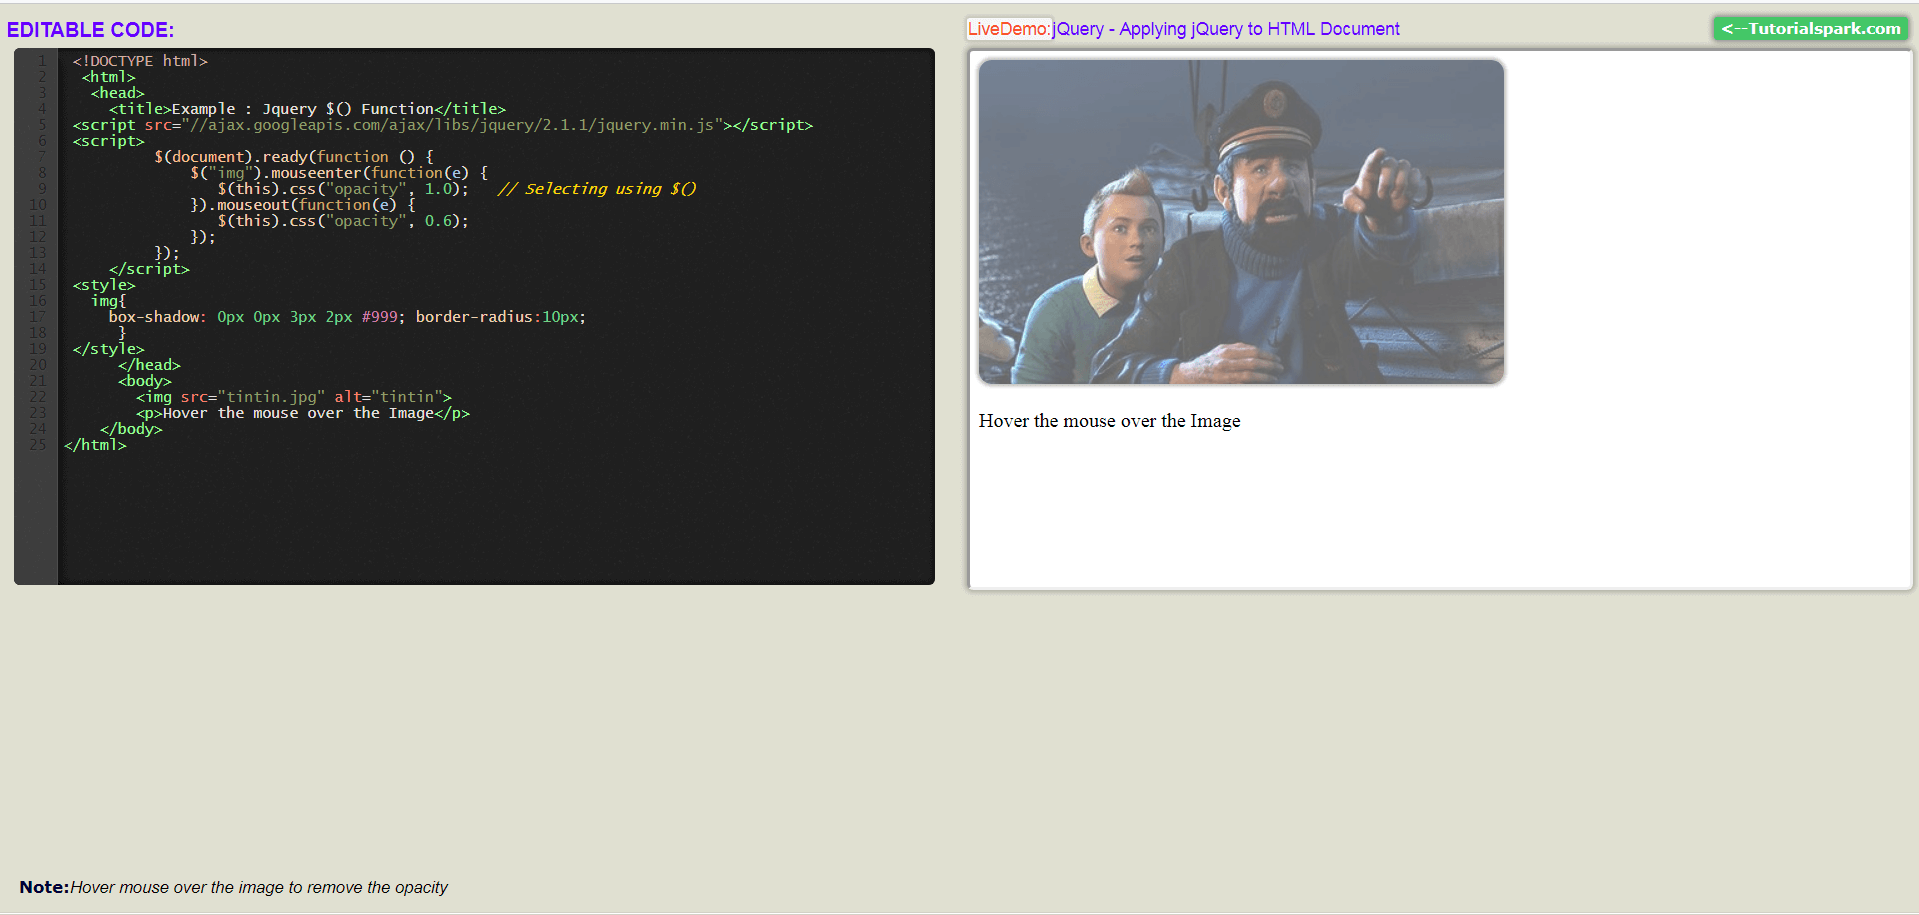 EDITABLE CODE:
LiveDemo:jQuery - Applying jQuery to HTML Document
<--Tutorialspark.com
1 <!DOCTYPE html>
2 <html>
3 <head>
4 <title>Example : Jquery $() Function</title>
5 <script src="//ajax.googleapis.com/ajax/libs/jquery/2.1.1/jquery.min.js"></script>
6 <script>
7 $(document).ready(function () {
8 $("img").mouseenter(function(e) {
9 $(this).css("opacity", 1.0); // Selecting using $()
10 }).mouseout(function(e) {
11 $(this).css("opacity", 0.6);
12 });
13 });
14 </script>
15 <style>
16 img{
17 box-shadow: 0px 0px 3px 2px #999; border-radius:10px;
18 }
19 </style>
20 </head>
21 <body>
22 <img src="tintin.jpg" alt="tintin">
23 <p>Hover the mouse over the Image</p>
24 </body>
25 </html>
Hover the mouse over the Image
Note:Hover mouse over the image to remove the opacity